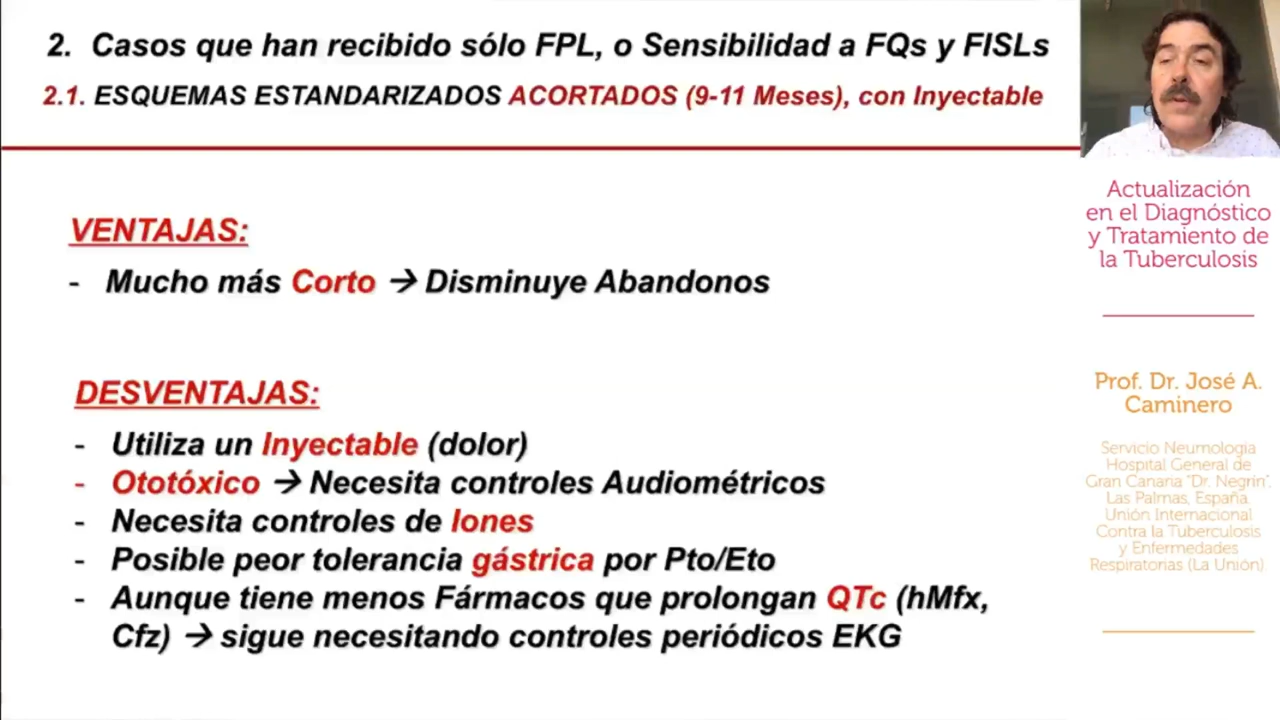 2. Casos que han recibido sólo FPL, o Sensibilidad a FQs y FISLs
2.1. ESQUEMAS ESTANDARIZADOS ACORTADOS (9-11 Meses), con Inyectable
VENTAJAS:
- Mucho más Corto → Disminuye Abandonos
DESVENTAJAS:
- Utiliza un Inyectable (dolor)
- Ototóxico → Necesita controles Audiométricos
- Necesita controles de Iones
- Posible peor tolerancia gástrica por Pto/Eto
- Aunque tiene menos Fármacos que prolongan QTc (hMfx,
Cfz) → sigue necesitando controles periódicos EKG
Actualización
en el Diagnóstico
y Tratamiento de
la Tuberculosis
Prof. Dr. José A.
Caminero
Servicio Neumología
Hospital General de
Gran Canaria "Dr. Negrín".
Las Palmas, España.
Unión Internacional
Contra la Tuberculosis
y Enfermedades
Respiratorias (La Unión)